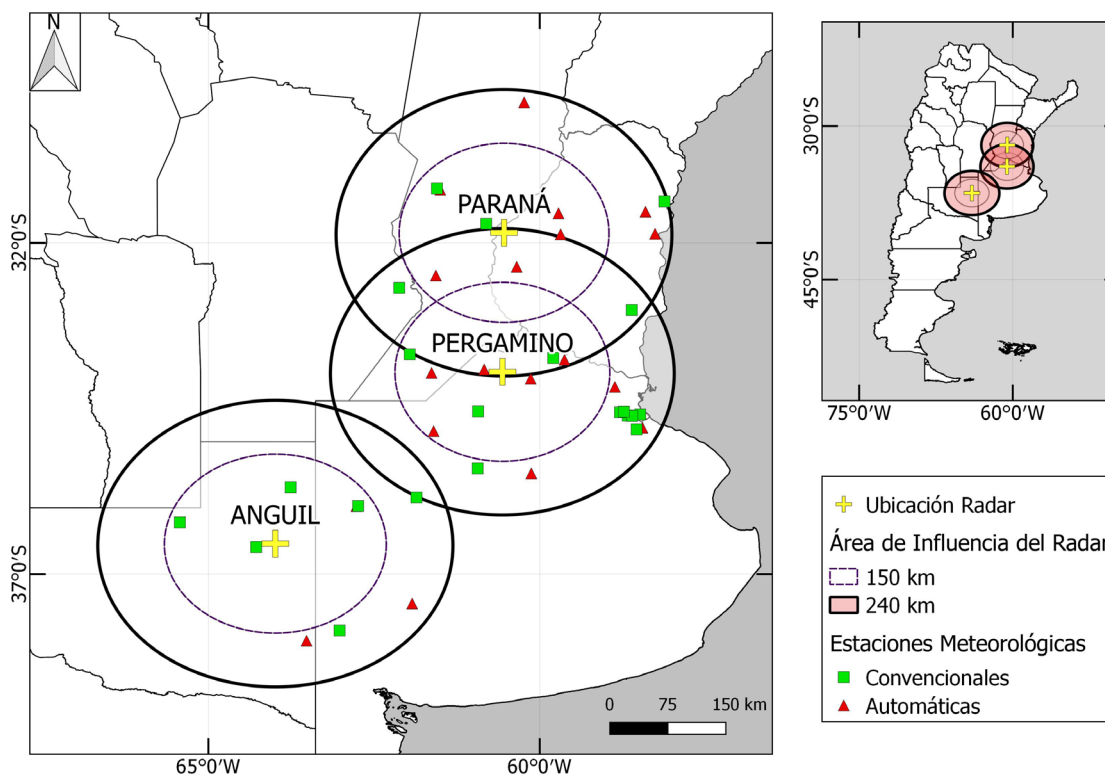 N
PARANÁ
PERGAMINO
ANGUIL
32°0'S
37°0'S
65°0'W
60°0'W
0 75 150 km
30°0'S
45°0'S
75°0'W
60°0'W
Ubicación Radar
Área de Influencia del Radar
150 km
240 km
Estaciones Meteorológicas
Convencionales
Automáticas